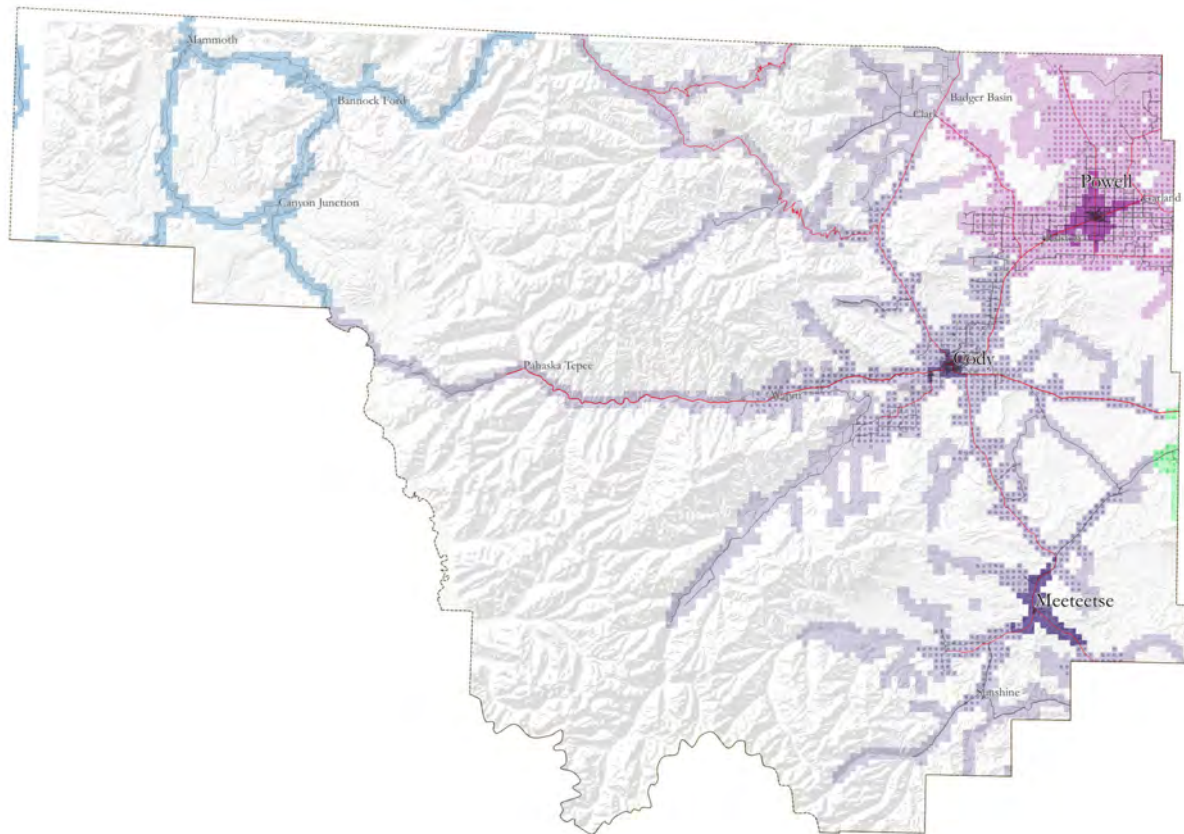 Mammoth
Bannock Ford
Badger Basin
Clark
Powell
Garland
Canyon Junction
Cody
Pahaska Tepee
Wapiti
Meeteetse
Sunshine